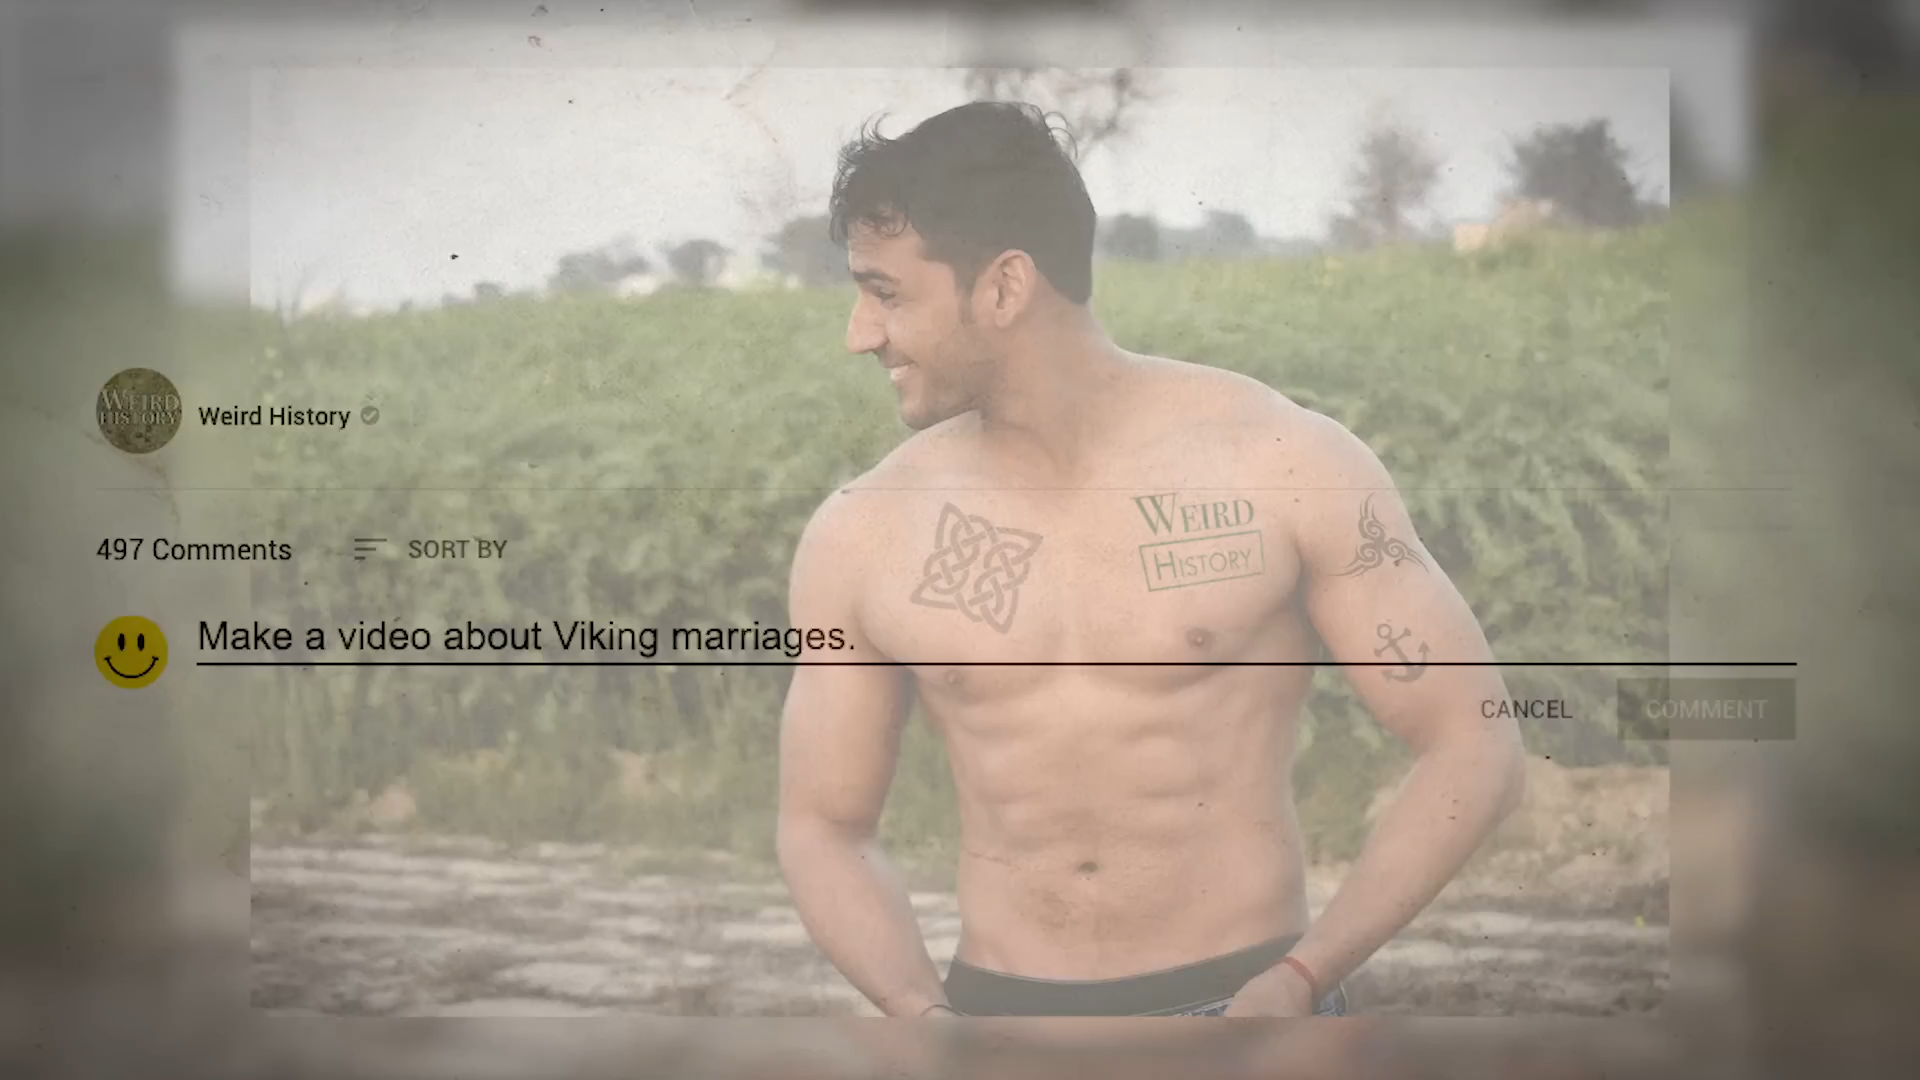 WEIRD
HISTORY
Weird History
WEIRD
HISTORY
497 Comments
SORT BY
Make a video about Viking marriages.
CANCEL
COMMENT